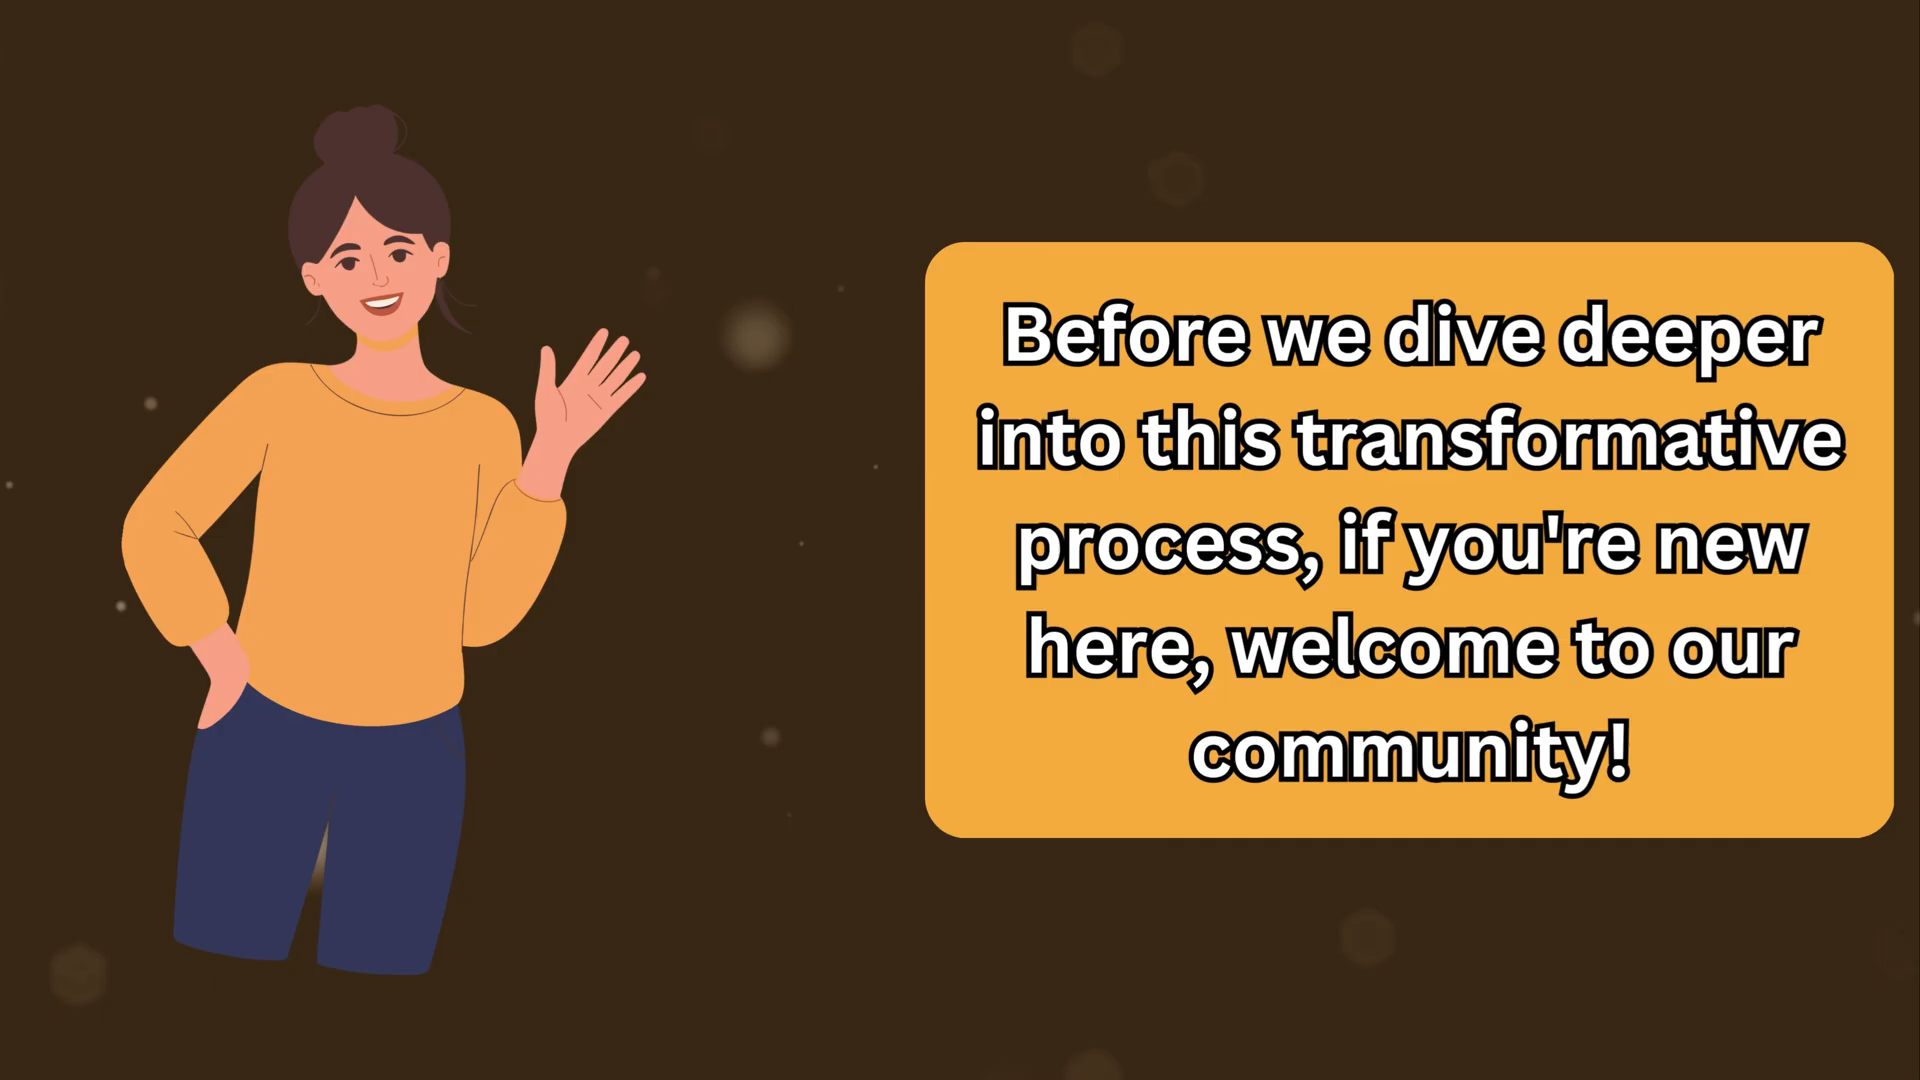 Before we dive deeper
into this transformative
process, if you're new
here, welcome to our
community!